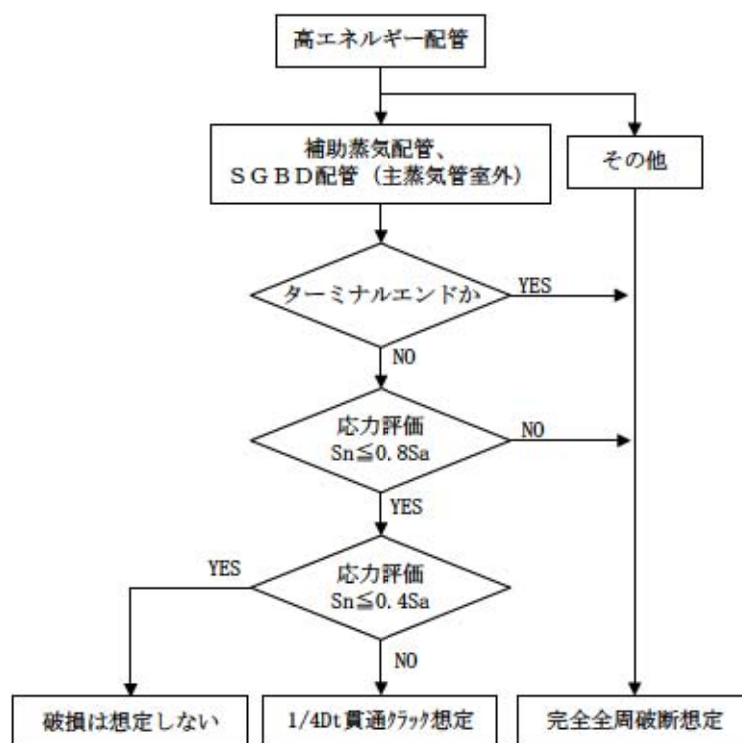 高エネルギー配管
補助蒸気配管、
SGBD配管（主蒸気管室外）
その他
ターミナルエンドか
YES
NO
応力評価
Sn≦0.8Sa
NO
YES
応力評価
Sn≦0.4Sa
YES
NO
破損は想定しない
1/4Dt貫通クラック想定
完全全周破断想定